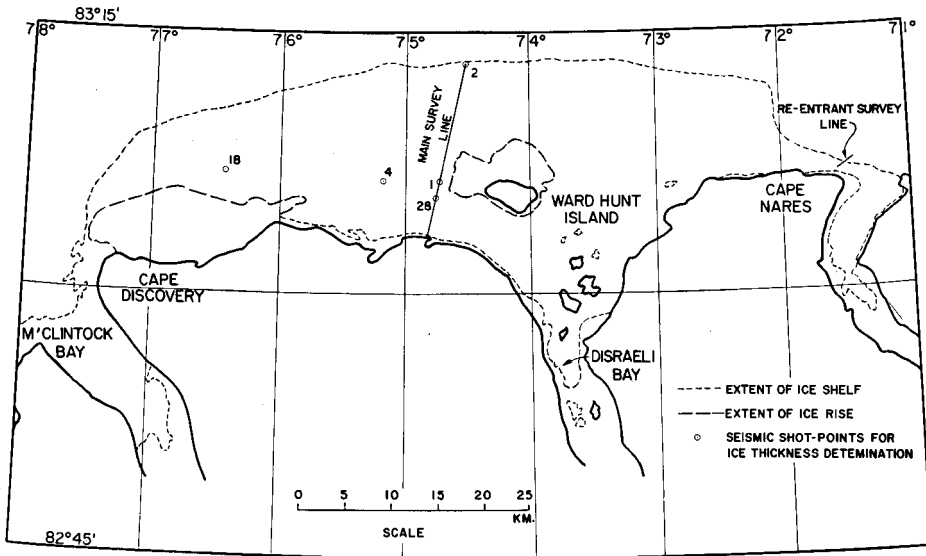 83°15'
78° 77° 76° 75° 74° 73° 72° 71°
2
MAIN SURVEY
LINE
RE-ENTRANT SURVEY
LINE
18
4
1
28
WARD HUNT
ISLAND
CAPE
NARES
CAPE
DISCOVERY
M'CLINTOCK
BAY
DISRAELI
BAY
EXTENT OF ICE SHELF
EXTENT OF ICE RISE
SEISMIC SHOT-POINTS FOR
ICE THICKNESS DETEMINATION
0 5 10 15 20 25
KM.
SCALE
82°45'